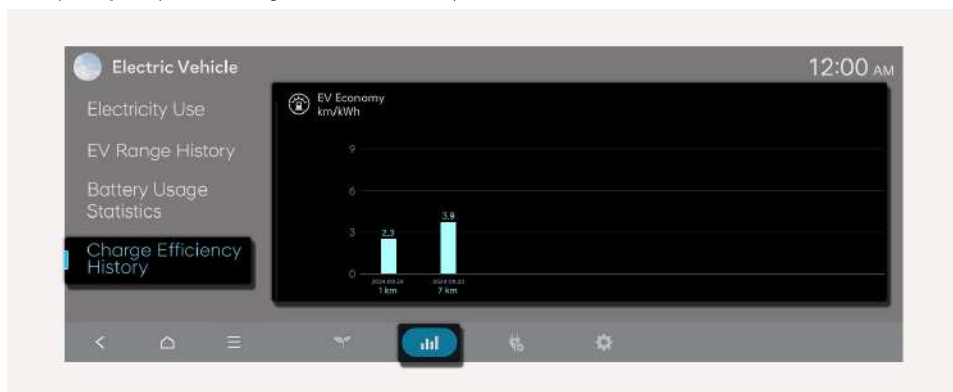 Electric Vehicle
12:00 AM
Electricity Use
EV Range History
Battery Usage
Statistics
Charge Efficiency
History
EV Economy
km/kWh
9
6
3
0
2.3
3.9
1 km
7 km